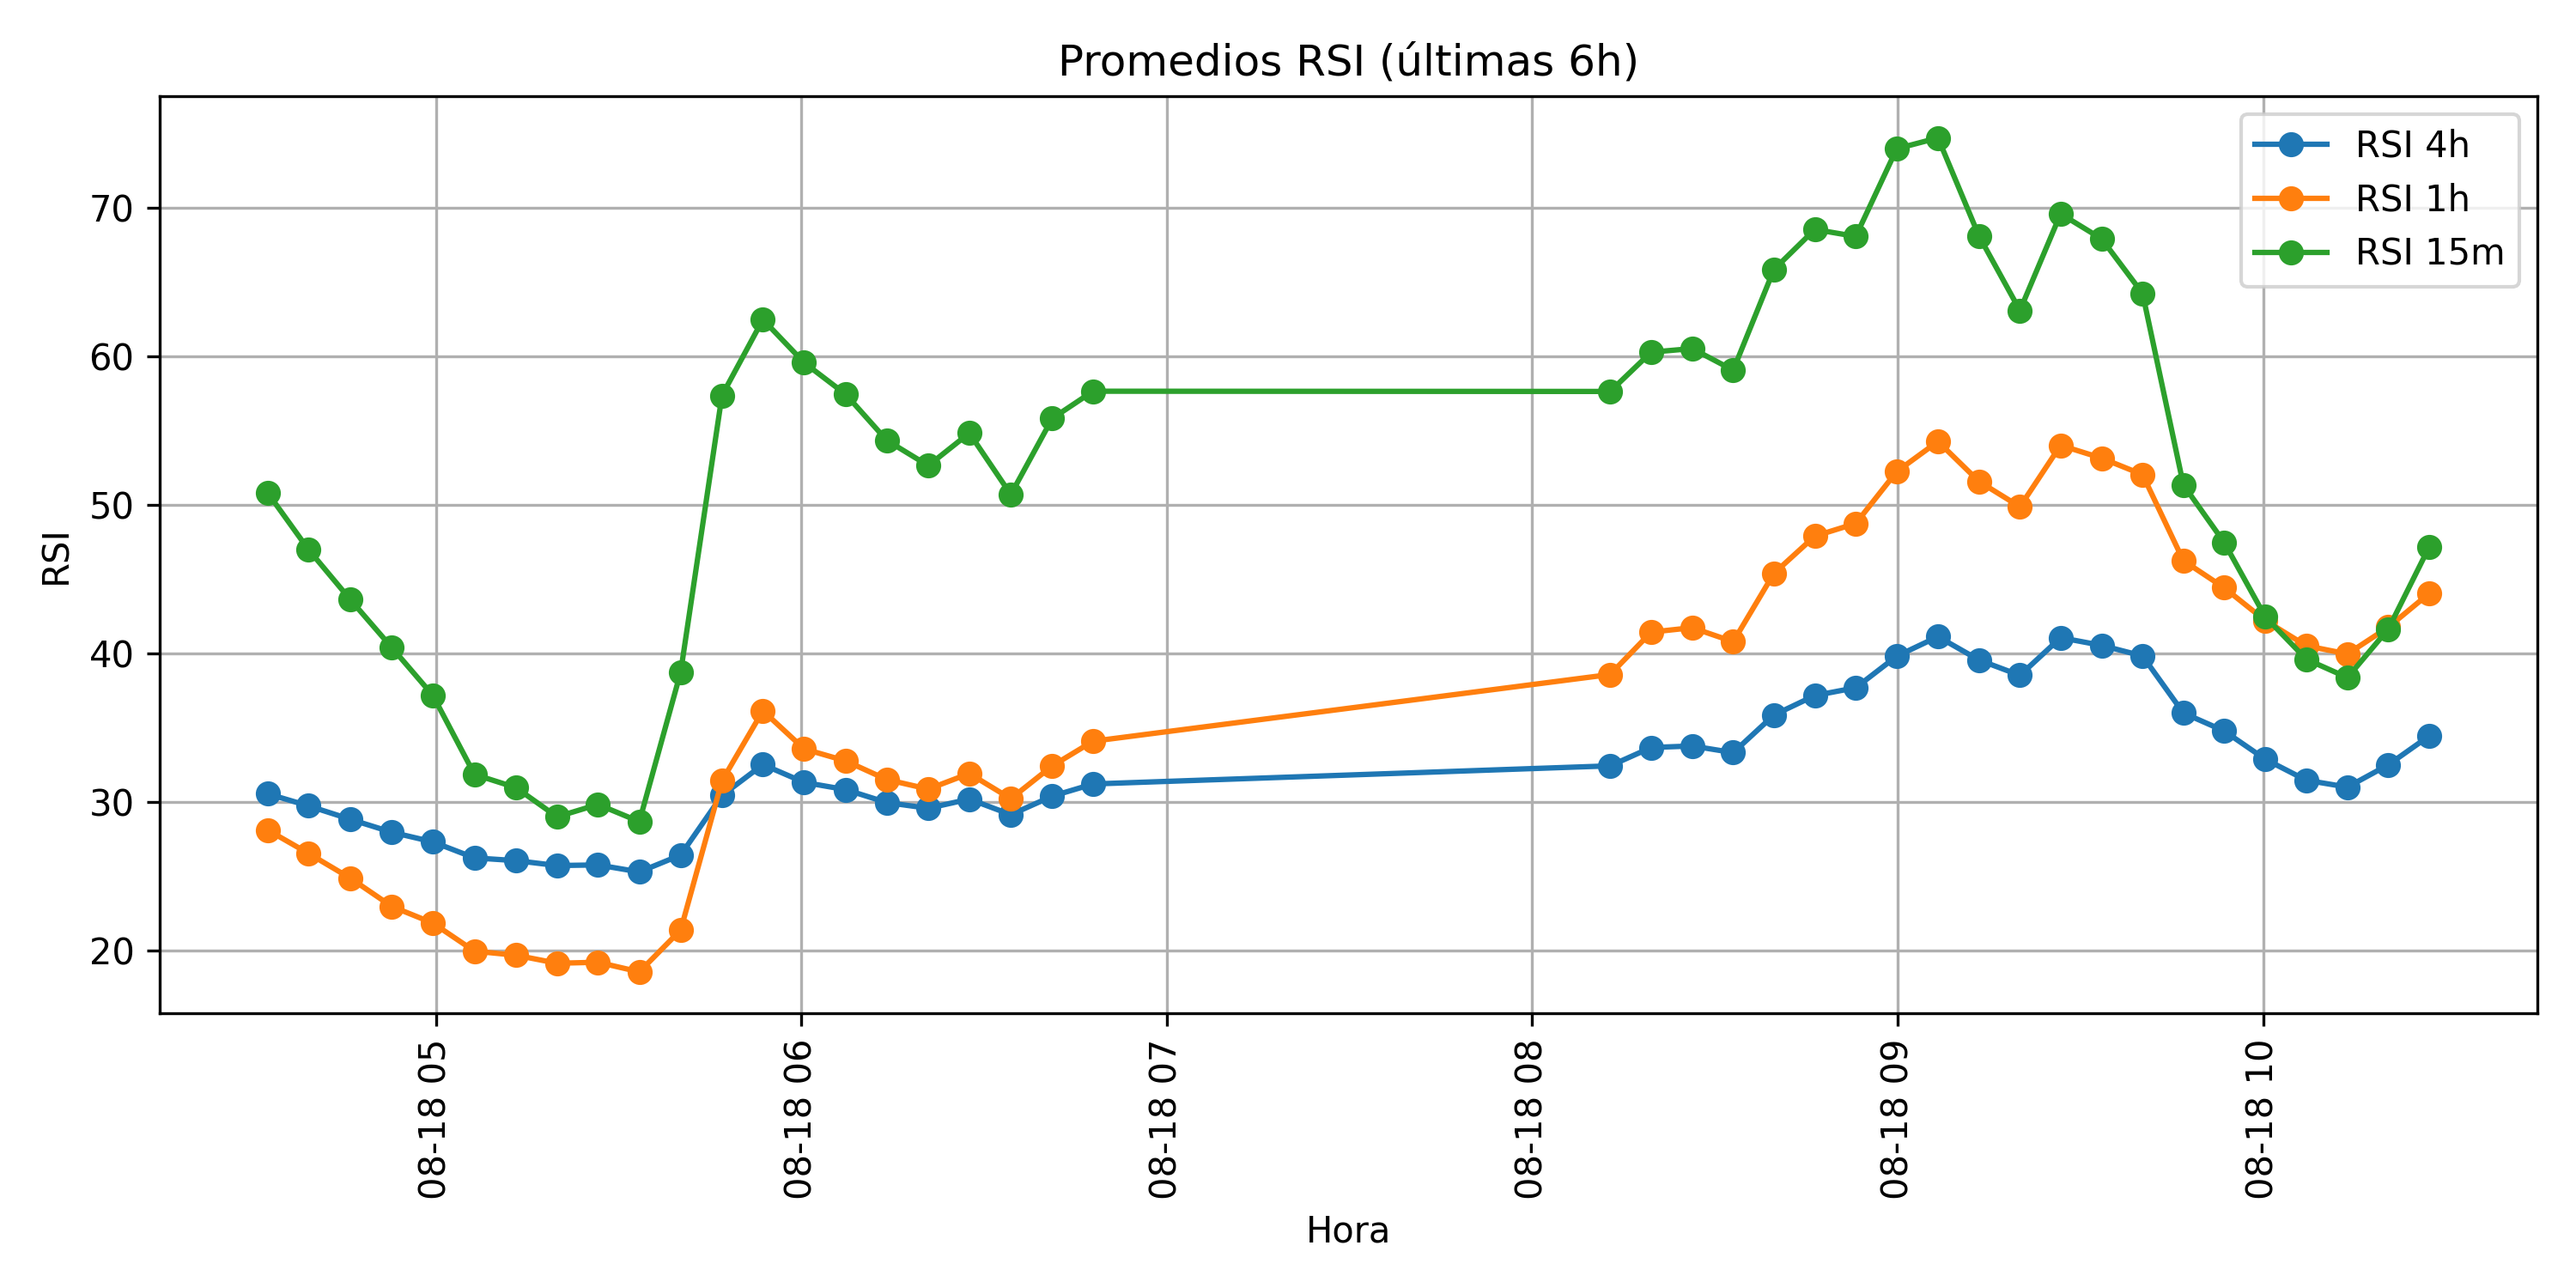 Promedios RSI (últimas 6h)
RSI 4h
RSI 1h
RSI 15m
70
60
50
40
30
20
RSI
08-18 05
08-18 06
08-18 07
08-18 08
08-18 09
08-18 10
Hora